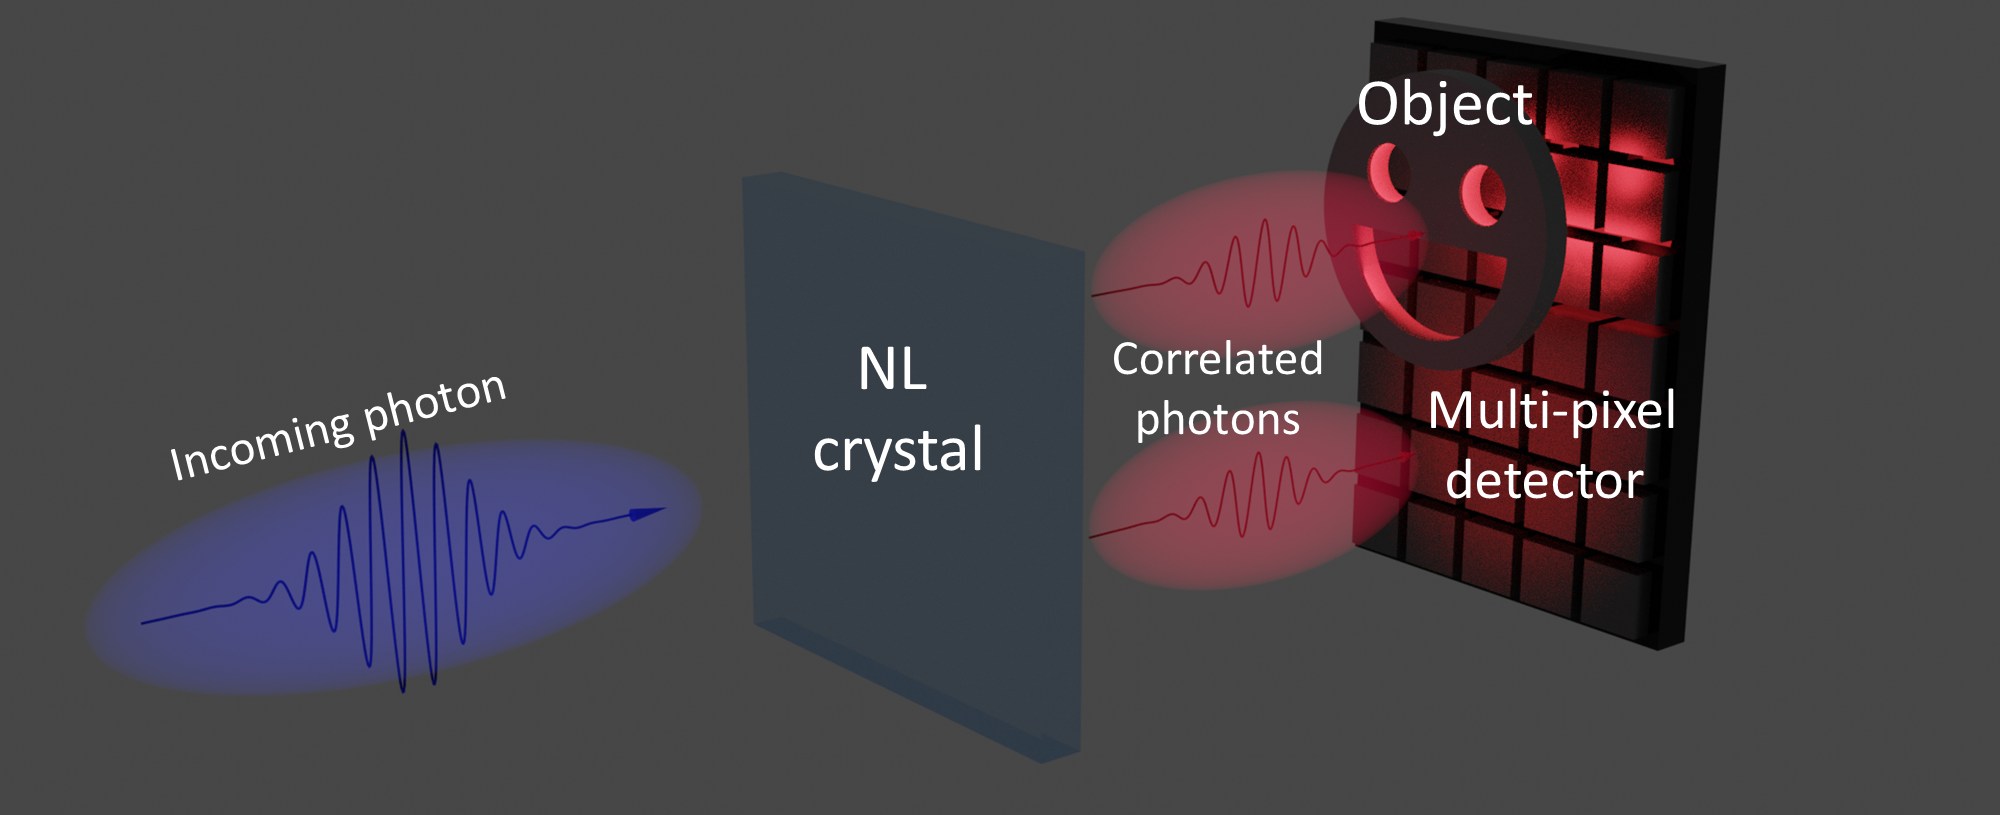 Object
Incoming photon
NL
crystal
Correlated
photons
Multi-pixel
detector